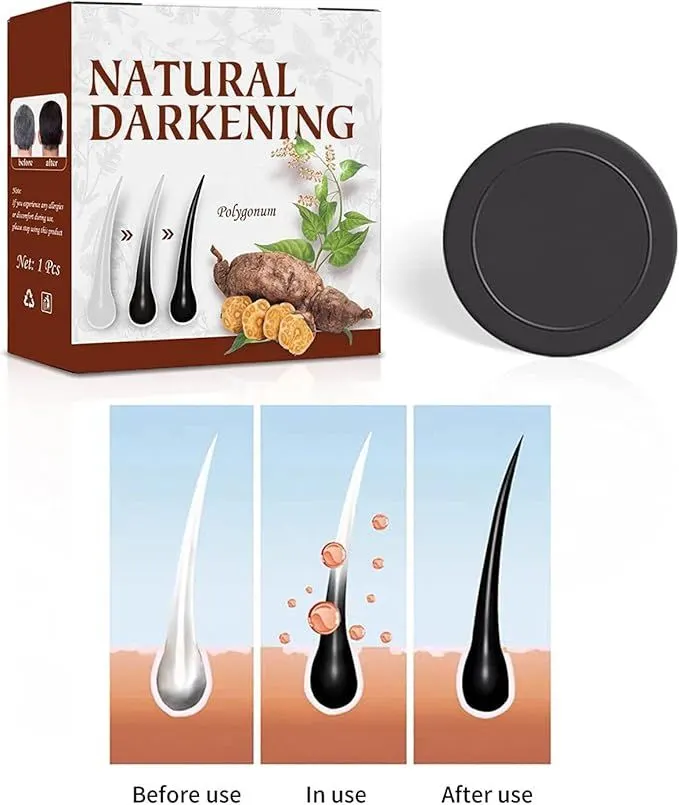 NATURAL
DARKENING
before after
Note:
If you experience any allergies
or discomfort during use,
please stop using this product
Net: 1 Pcs
»
»
Polygonum
Before use
In use
After use